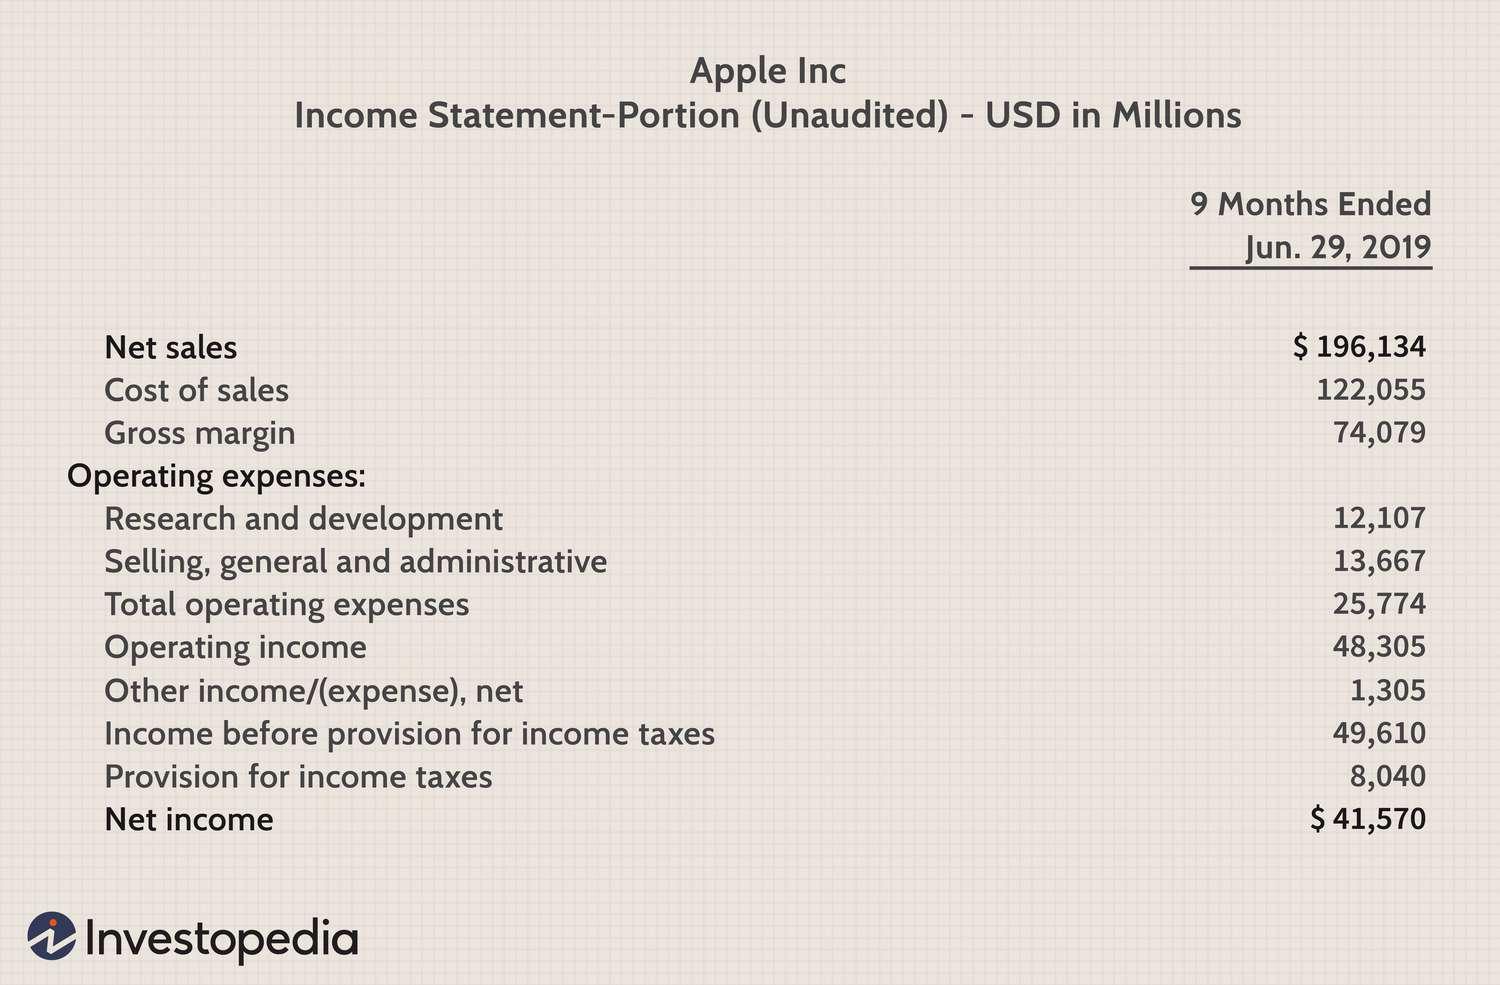 Apple Inc
Income Statement-Portion (Unaudited) - USD in Millions
9 Months Ended
Jun. 29, 2019
Net sales $ 196,134
Cost of sales 122,055
Gross margin 74,079
Operating expenses:
Research and development 12,107
Selling, general and administrative 13,667
Total operating expenses 25,774
Operating income 48,305
Other income/(expense), net 1,305
Income before provision for income taxes 49,610
Provision for income taxes 8,040
Net income $ 41,570
Investopedia